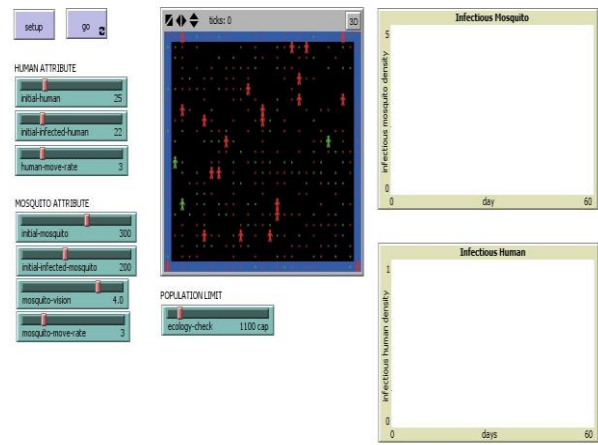 setup
go
ticks: 0
3D
HUMAN ATTRIBUTE
initial-human 25
initial-infected-human 22
human-move-rate 3
MOSQUITO ATTRIBUTE
initial-mosquito 300
initial-infected-mosquito 200
mosquito-vision 4.0
mosquito-move-rate 3
POPULATION LIMIT
ecology-check 1100 cap
Infectious Mosquito
5
infectious mosquito density
0
0 day 60
Infectious Human
1
infectious human density
0
0 days 60